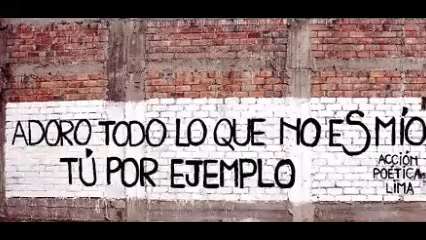 ADORO TODO LO QUE NO ES MÍO
TÚ POR EJEMPLO
ACCIÓN
POÉTICA
LIMA